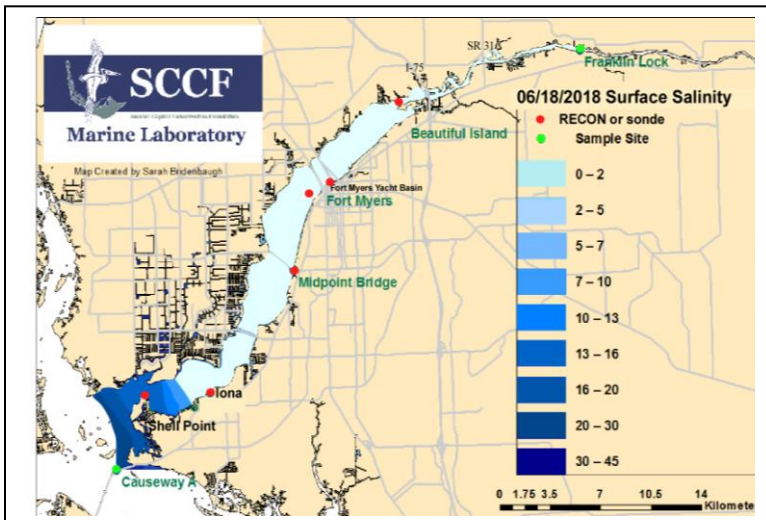 SCCF
Marine Laboratory
Map Created by Sarah Bridenbaugh
I-75
SR 31
Franklin Lock
Beautiful Island
Fort Myers Yacht Basin
Fort Myers
Midpoint Bridge
Iona
Shell Point
Causeway A
06/18/2018 Surface Salinity
RECON or sonde
Sample Site
0 – 2
2 – 5
5 – 7
7 – 10
10 – 13
13 – 16
16 – 20
20 – 30
30 – 45
0 1.75 3.5 7 10.5 14
Kilomete